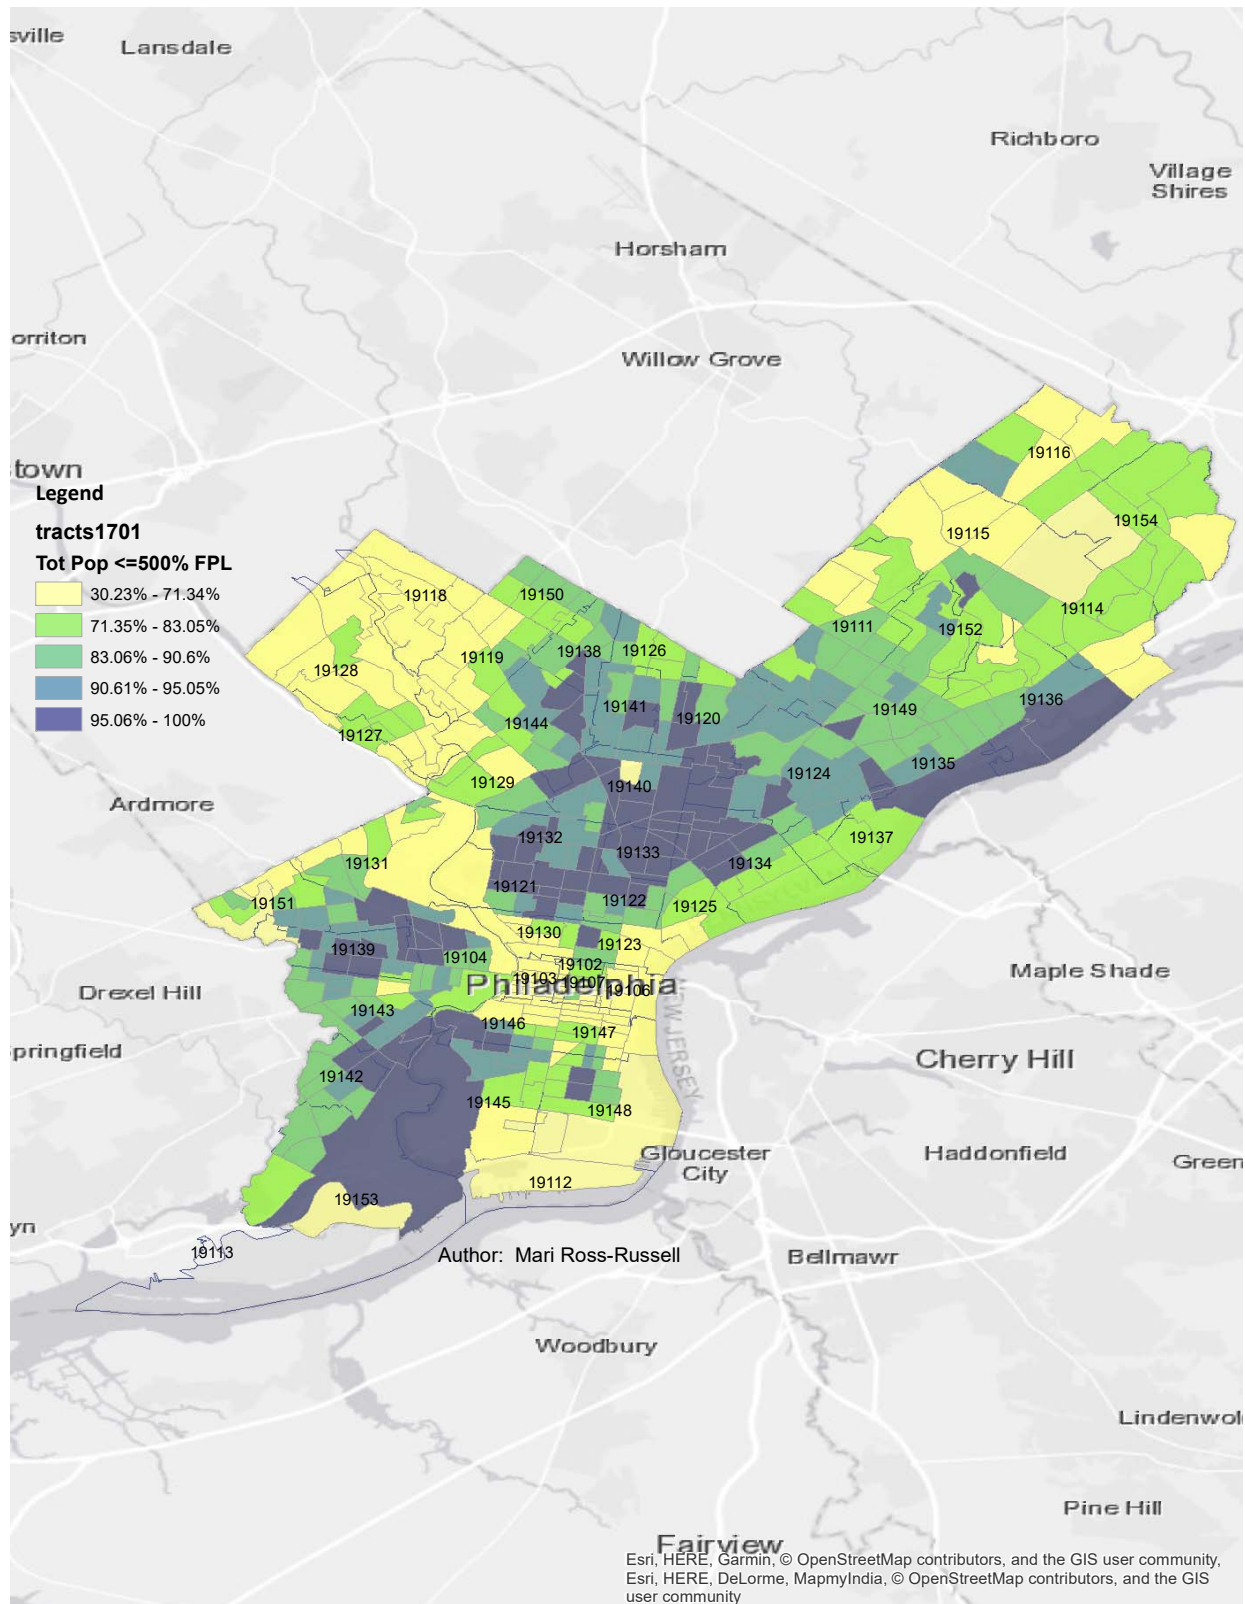 sville
Lansdale
Richboro
Village
Shires
Horsham
orriton
Willow Grove
19116
town
Legend
19154
tracts1701
19115
Tot Pop <=500% FPL
30.23% - 71.34%
71.35% - 83.05%
83.06% - 90.6%
90.61% - 95.05%
95.06% - 100%
19118
19150
19114
19111
19152
19119
19138
19126
19128
19136
19141
19120
19149
19144
19127
19135
19124
19129
19140
Ardmore
19132
19137
19133
19131
19134
19121
19151
19122
19125
19130
19123
19139
19104
19102
Maple Shade
19103
19107
19106
Philadelphia
Drexel Hill
19143
19146
19147
NEW JERSEY
pringfield
Cherry Hill
19142
19145
19148
Gloucester
City
Haddonfield
Green
19112
19153
yn
19113
Author: Mari Ross-Russell
Bellmawr
Woodbury
Lindenwol
Pine Hill
Fairview
Esri, HERE, Garmin, © OpenStreetMap contributors, and the GIS user community,
Esri, HERE, DeLorme, MapmyIndia, © OpenStreetMap contributors, and the GIS
user community